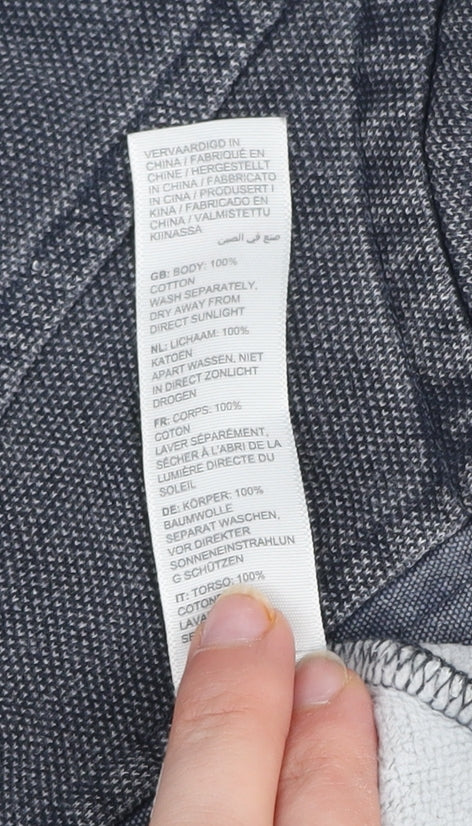 VERVAARDIGD IN
CHINA / FABRIQUÉ EN
CHINE / HERGESTELLT
IN CHINA / FABBRICATO
IN CINA / PRODUSERT I
KINA / FABRICADO EN
CHINA / VALMISTETTU
KIINASSA
صنع في الصين
GB: BODY: 100%
COTTON
WASH SEPARATELY,
DRY AWAY FROM
DIRECT SUNLIGHT
NL: LICHAAM: 100%
KATOEN
APART WASSEN, NIET
IN DIRECT ZONLICHT
DROGEN
FR: CORPS: 100%
COTON
LAVER SÉPARÉMENT,
SÉCHER À L'ABRI DE LA
LUMIÈRE DIRECTE DU
SOLEIL
DE: KÖRPER: 100%
BAUMWOLLE
SEPARAT WASCHEN,
VOR DIREKTER
SONNENEINSTRAHLUN
G SCHÜTZEN
IT: TORSO: 100%